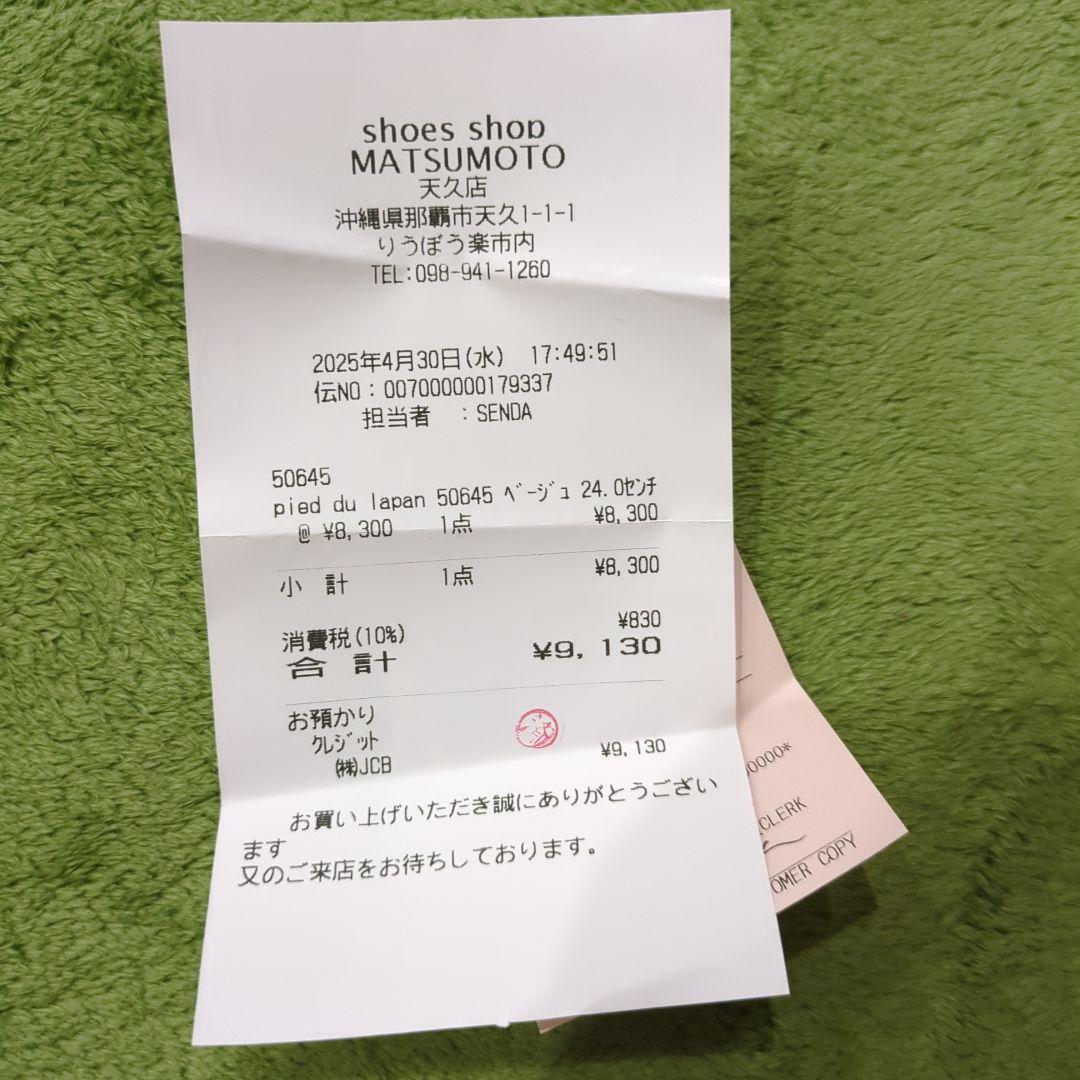 shoes shop
MATSUMOTO
天久店
沖縄県那覇市天久1-1-1
りうぼう楽市内
TEL:098-941-1260
2025年4月30日(水) 17:49:51
伝NO:007000000179337
担当者 :SENDA
50645
pied du lapan 50645 ﾍﾞｰｼﾞｭ 24.0ｾﾝﾁ
@ ¥8,300 1点 ¥8,300
小 計 1点 ¥8,300
消費税(10%) ¥830
合 計 ¥9,130
お預かり
ｸﾚｼﾞｯﾄ ¥9,130
㈱JCB
お買い上げいただき誠にありがとうござい
ます
又のご来店をお待ちしております。
0000*
CLERK
OMER COPY